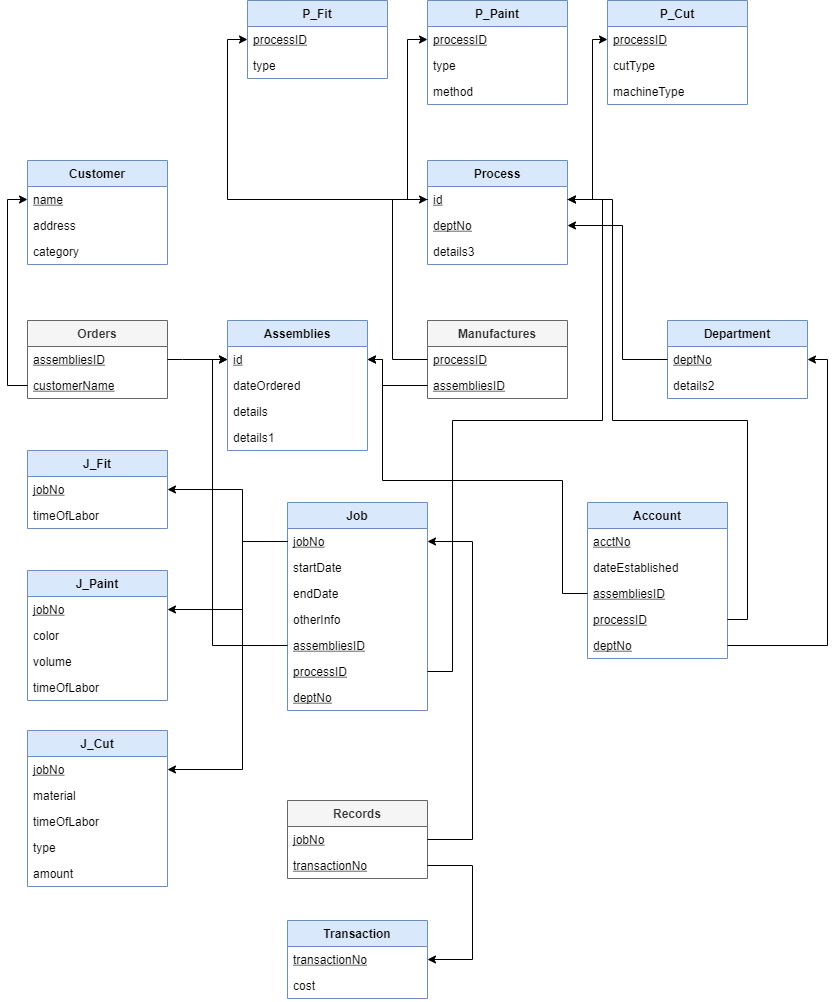 P_Fit
processID
type
P_Paint
processID
type
method
P_Cut
processID
cutType
machineType
Customer
name
address
category
Process
id
deptNo
details3
Orders
assembliesID
customerName
Assemblies
id
dateOrdered
details
details1
Manufactures
processID
assembliesID
Department
deptNo
details2
J_Fit
jobNo
timeOfLabor
Job
jobNo
startDate
endDate
otherInfo
assembliesID
processID
deptNo
Account
acctNo
dateEstablished
assembliesID
processID
deptNo
J_Paint
jobNo
color
volume
timeOfLabor
J_Cut
jobNo
material
timeOfLabor
type
amount
Records
jobNo
transactionNo
Transaction
transactionNo
cost